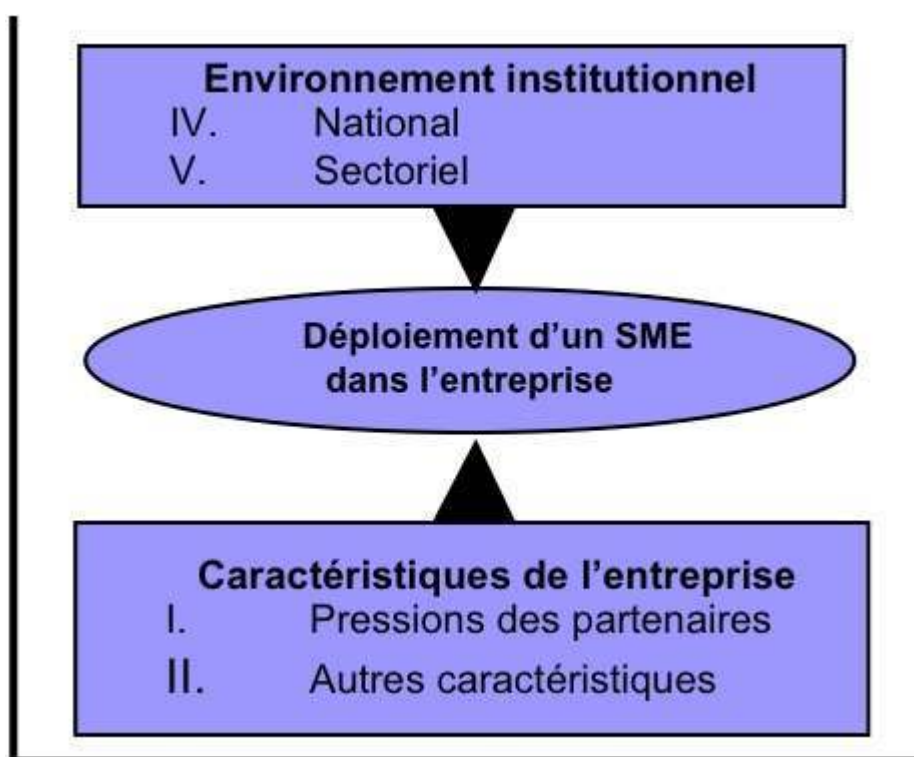 Environnement institutionnel
IV. National
V. Sectoriel
Déploiement d’un SME
dans l’entreprise
Caractéristiques de l’entreprise
I. Pressions des partenaires
II. Autres caractéristiques